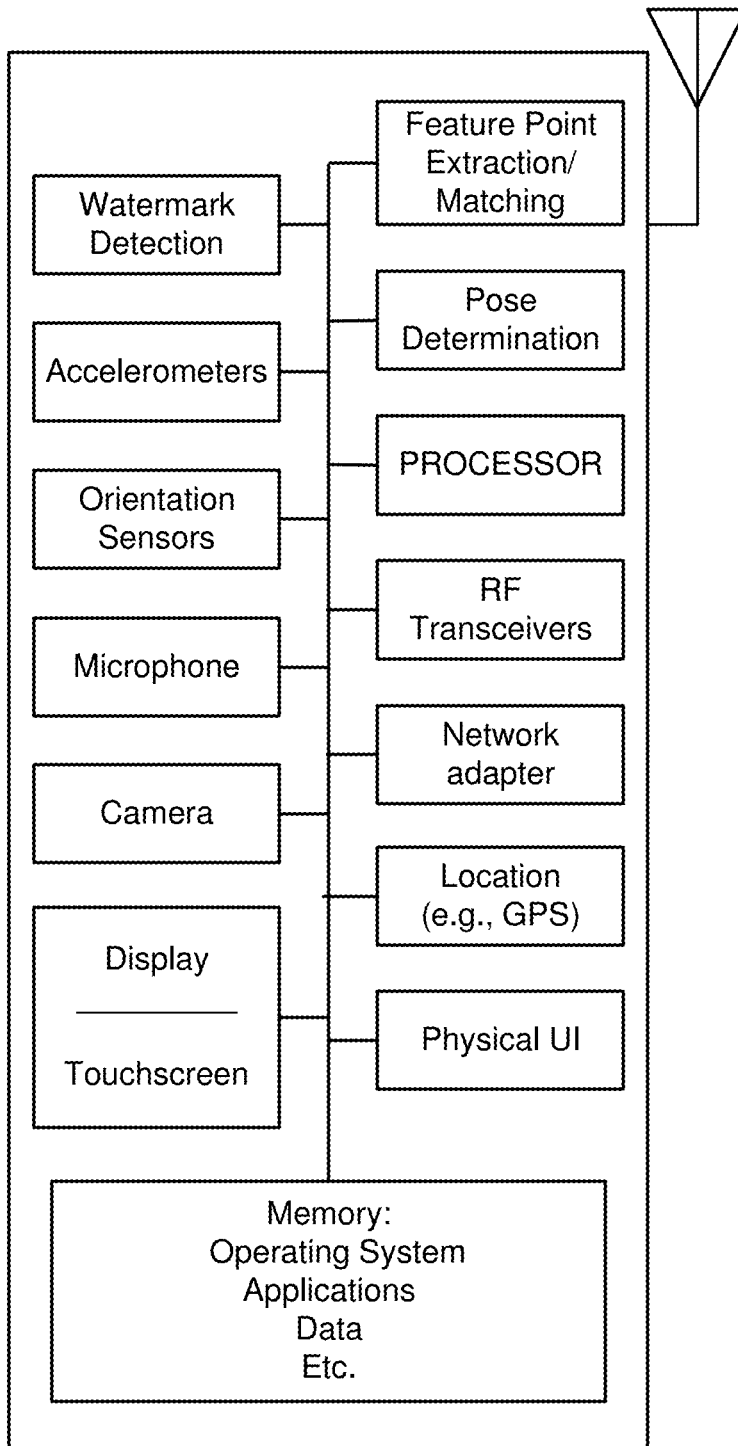 Feature Point
Extraction/
Matching
Watermark
Detection
Pose
Determination
Accelerometers
PROCESSOR
Orientation
Sensors
RF
Transceivers
Microphone
Network
adapter
Camera
Location
(e.g., GPS)
Display
Touchscreen
Physical UI
Memory:
Operating System
Applications
Data
Etc.